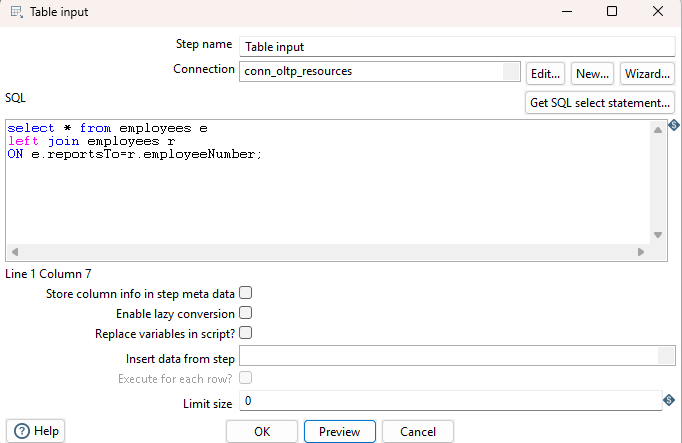 Table input
Step name Table input
Connection conn_oltp_resources Edit... New... Wizard...
SQL Get SQL select statement...
select * from employees e
left join employees r
ON e.reportsTo=r.employeeNumber;
Line 1 Column 7
Store column info in step meta data
Enable lazy conversion
Replace variables in script?
Insert data from step
Execute for each row?
Limit size 0
Help OK Preview Cancel